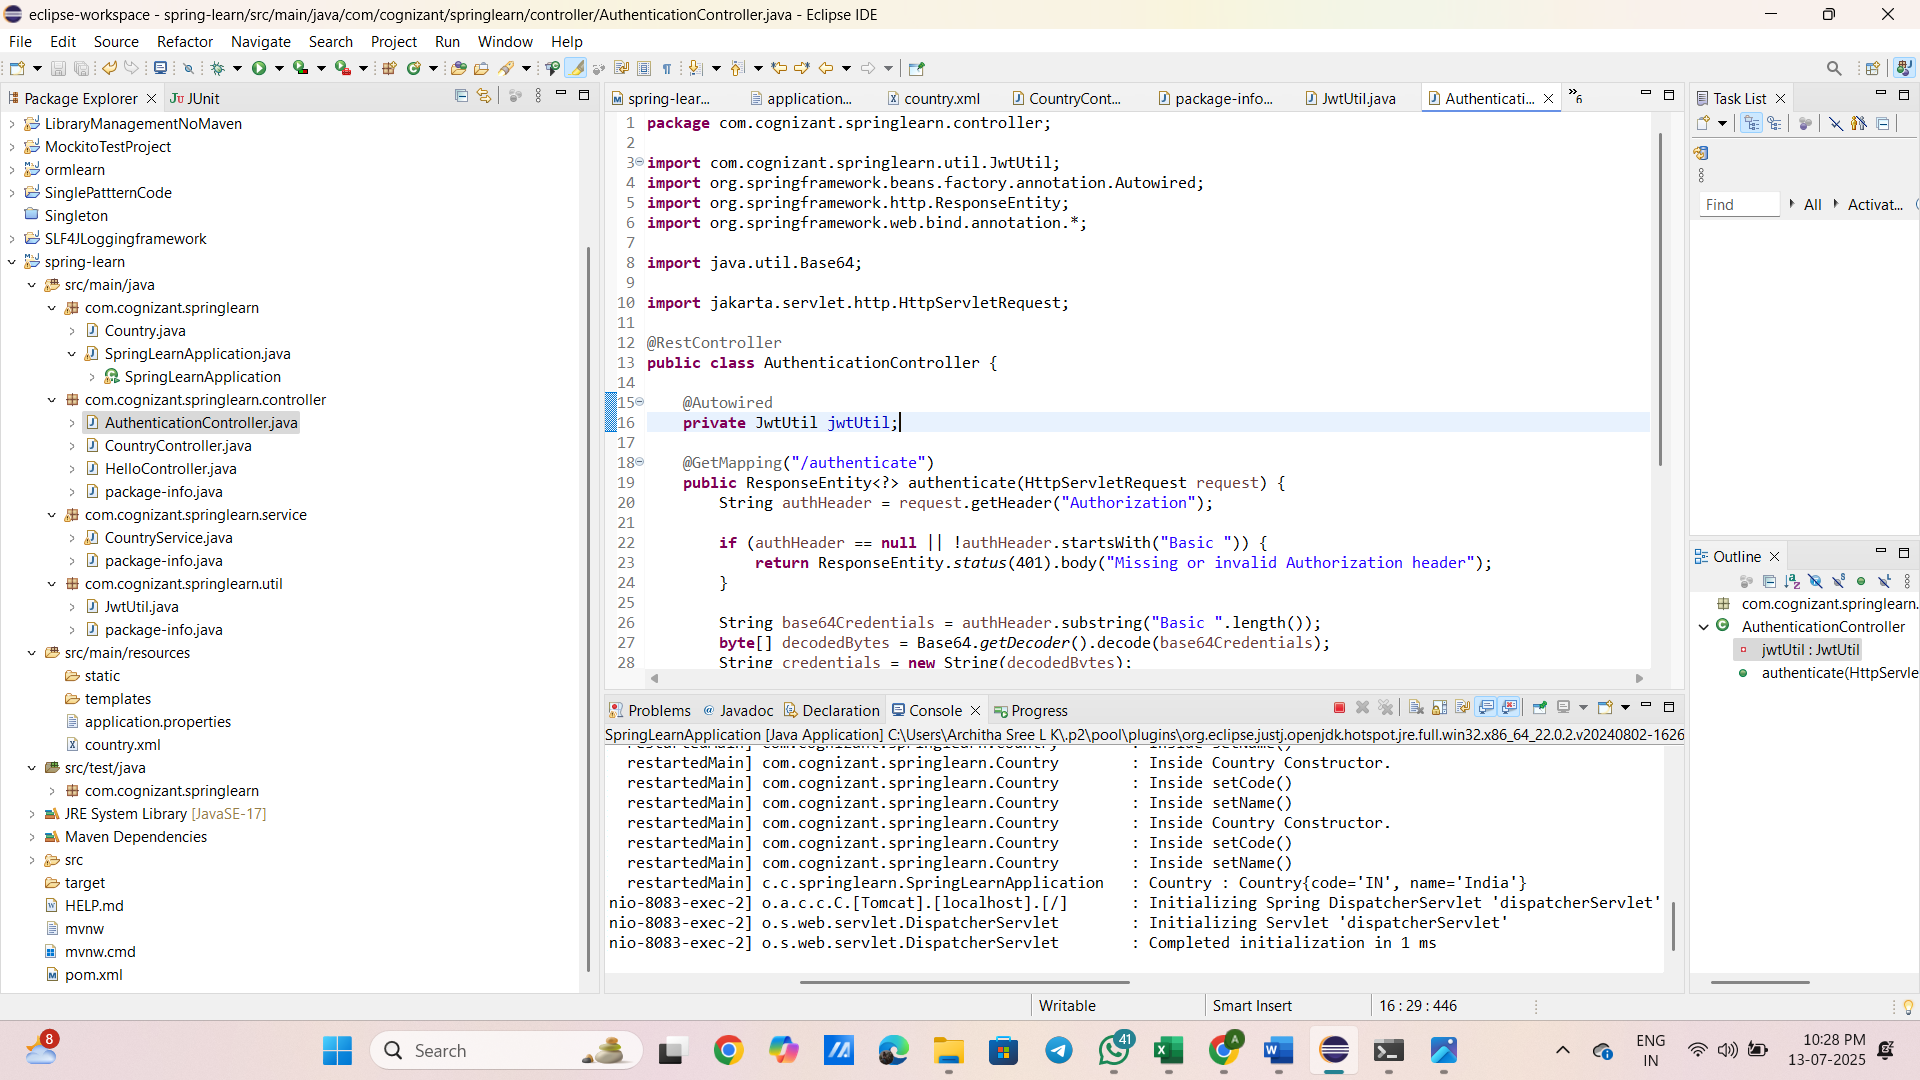 eclipse-workspace - spring-learn/src/main/java/com/cognizant/springlearn/controller/AuthenticationController.java - Eclipse IDE
File Edit Source Refactor Navigate Search Project Run Window Help
Package Explorer JUnit
LibraryManagementNoMaven
MockitoTestProject
ormlearn
SinglePattternCode
Singleton
SLF4JLoggingframework
spring-learn
src/main/java
com.cognizant.springlearn
Country.java
SpringLearnApplication.java
SpringLearnApplication
com.cognizant.springlearn.controller
AuthenticationController.java
CountryController.java
HelloController.java
package-info.java
com.cognizant.springlearn.service
CountryService.java
package-info.java
com.cognizant.springlearn.util
JwtUtil.java
package-info.java
src/main/resources
static
templates
application.properties
country.xml
src/test/java
com.cognizant.springlearn
JRE System Library [JavaSE-17]
Maven Dependencies
src
target
HELP.md
mvnw
mvnw.cmd
pom.xml
spring-lear... application... country.xml CountryCont... package-info... JwtUtil.java Authenticati... 6
1 package com.cognizant.springlearn.controller;
2
3 import com.cognizant.springlearn.util.JwtUtil;
4 import org.springframework.beans.factory.annotation.Autowired;
5 import org.springframework.http.ResponseEntity;
6 import org.springframework.web.bind.annotation.*;
7
8 import java.util.Base64;
9
10 import jakarta.servlet.http.HttpServletRequest;
11
12 @RestController
13 public class AuthenticationController {
14
15 @Autowired
16 private JwtUtil jwtUtil;
17
18 @GetMapping("/authenticate")
19 public ResponseEntity<?> authenticate(HttpServletRequest request) {
20 String authHeader = request.getHeader("Authorization");
21
22 if (authHeader == null || !authHeader.startsWith("Basic ")) {
23 return ResponseEntity.status(401).body("Missing or invalid Authorization header");
24 }
25
26 String base64Credentials = authHeader.substring("Basic ".length());
27 byte[] decodedBytes = Base64.getDecoder().decode(base64Credentials);
28 String credentials = new String(decodedBytes);
Problems Javadoc Declaration Console Progress
SpringLearnApplication [Java Application] C:\Users\Architha Sree L K\.p2\pool\plugins\org.eclipse.justj.openjdk.hotspot.jre.full.win32.x86_64_22.0.2.v20240802-1626
restartedMain] com.cognizant.springlearn.Country : Inside setName()
restartedMain] com.cognizant.springlearn.Country : Inside Country Constructor.
restartedMain] com.cognizant.springlearn.Country : Inside setCode()
restartedMain] com.cognizant.springlearn.Country : Inside setName()
restartedMain] com.cognizant.springlearn.Country : Inside Country Constructor.
restartedMain] com.cognizant.springlearn.Country : Inside setCode()
restartedMain] com.cognizant.springlearn.Country : Inside setName()
restartedMain] c.c.springlearn.SpringLearnApplication : Country : Country{code='IN', name='India'}
nio-8083-exec-2] o.a.c.c.C.[Tomcat].[localhost].[/] : Initializing Spring DispatcherServlet 'dispatcherServlet'
nio-8083-exec-2] o.s.web.servlet.DispatcherServlet : Initializing Servlet 'dispatcherServlet'
nio-8083-exec-2] o.s.web.servlet.DispatcherServlet : Completed initialization in 1 ms
Task List
Find All Activat...
Outline
com.cognizant.springlearn.
AuthenticationController
jwtUtil : JwtUtil
authenticate(HttpServle
Writable Smart Insert 16 : 29 : 446
8
Search
41
A
ENG
IN
10:28 PM
13-07-2025